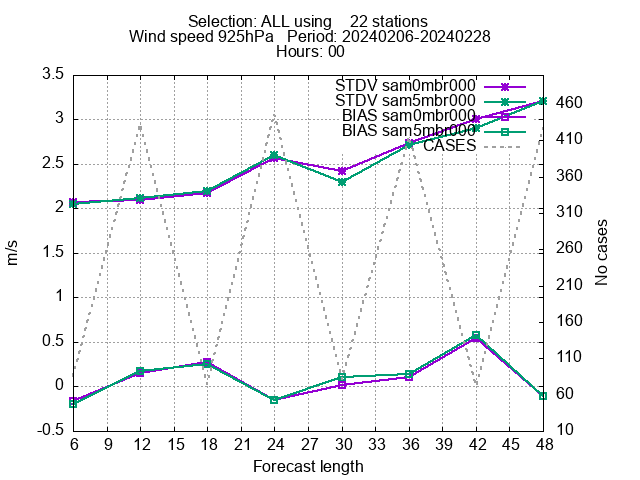 Selection: ALL using    22 stations
Wind speed 925hPa   Period: 20240206-20240228
Hours: 00
STDV sam0mbr000
STDV sam5mbr000
BIAS sam0mbr000
BIAS sam5mbr000
CASES
3.5
3
2.5
2
1.5
1
0.5
0
-0.5
m/s
460
410
360
310
260
210
160
110
60
10
No cases
6 9 12 15 18 21 24 27 30 33 36 39 42 45 48
Forecast length